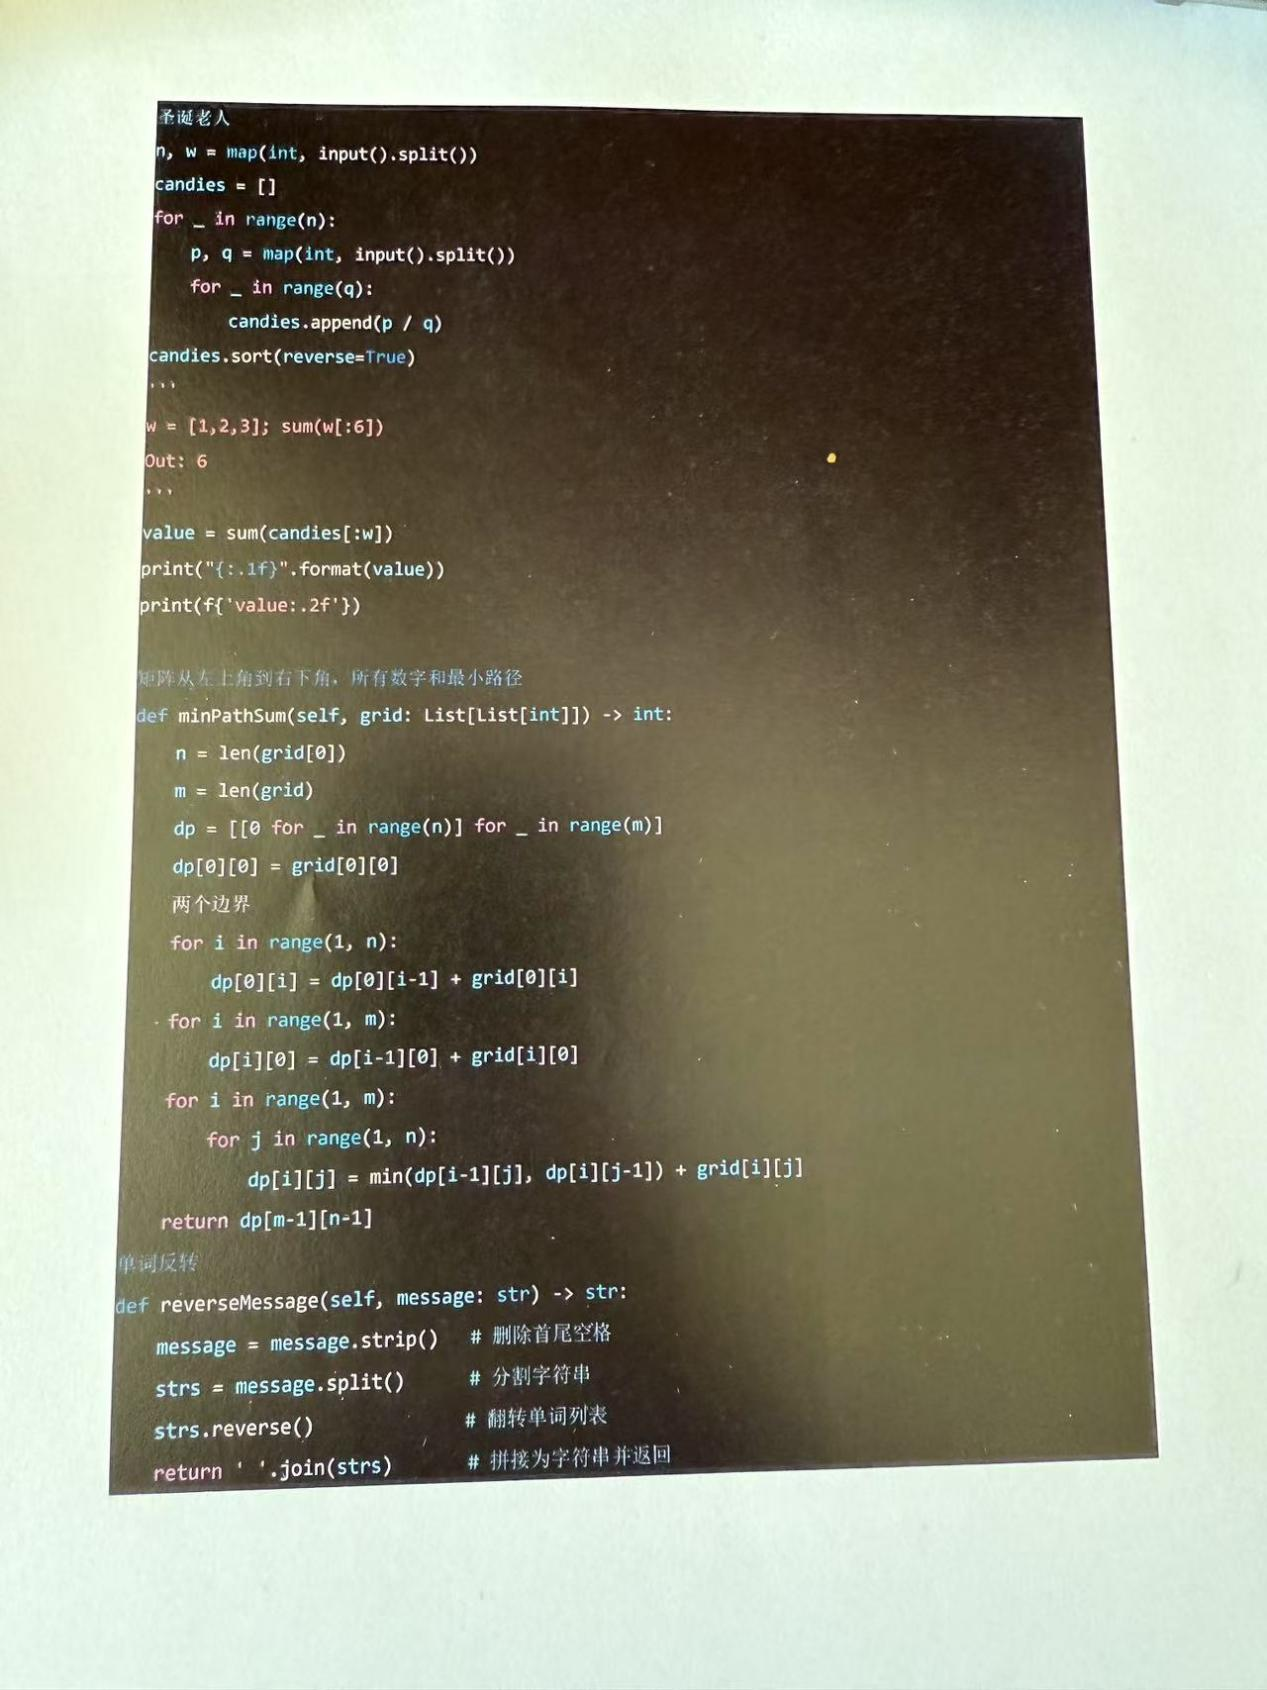 圣诞老人
n, w = map(int, input().split())
candies = []
for _ in range(n):
    p, q = map(int, input().split())
    for _ in range(q):
        candies.append(p / q)
candies.sort(reverse=True)
'''
w = [1,2,3]; sum(w[:6])
Out: 6
'''
value = sum(candies[:w])
print("{:.1f}".format(value))
print(f{'value:.2f'})
矩阵从左上角到右下角，所有数字和最小路径
def minPathSum(self, grid: List[List[int]]) -> int:
    n = len(grid[0])
    m = len(grid)
    dp = [[0 for _ in range(n)] for _ in range(m)]
    dp[0][0] = grid[0][0]
    两个边界
    for i in range(1, n):
        dp[0][i] = dp[0][i-1] + grid[0][i]
    for i in range(1, m):
        dp[i][0] = dp[i-1][0] + grid[i][0]
    for i in range(1, m):
        for j in range(1, n):
            dp[i][j] = min(dp[i-1][j], dp[i][j-1]) + grid[i][j]
    return dp[m-1][n-1]
单词反转
def reverseMessage(self, message: str) -> str:
    message = message.strip()   # 删除首尾空格
    strs = message.split()      # 分割字符串
    strs.reverse()              # 翻转单词列表
    return ' '.join(strs)       # 拼接为字符串并返回